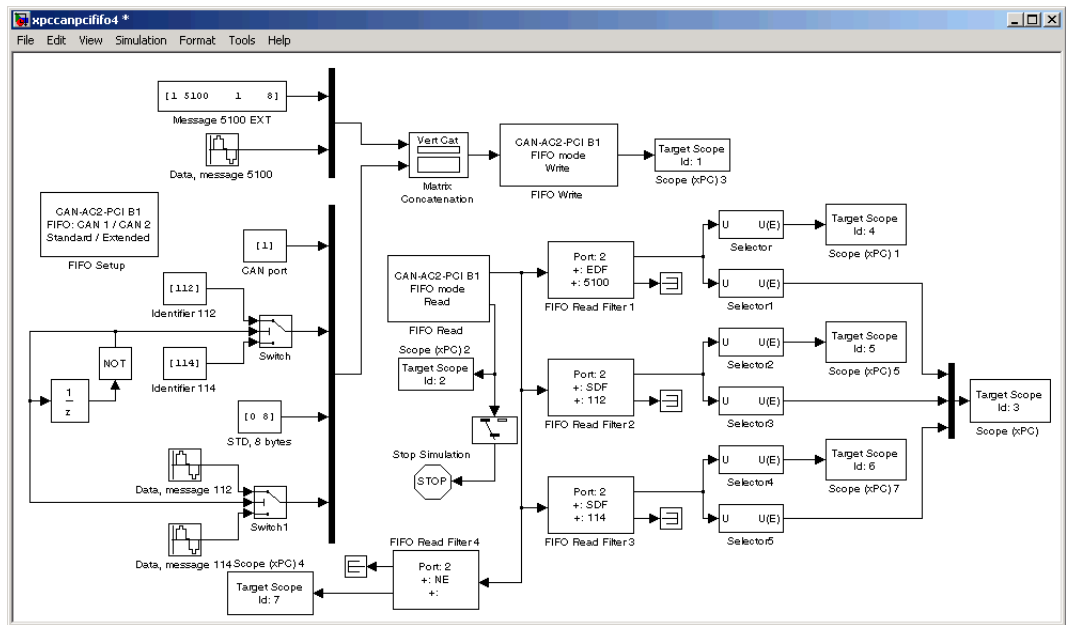 xpccanpcififo4 *
File Edit View Simulation Format Tools Help
[1 5100 1 8]
Message 5100 EXT
Data, message 5100
Vert Cat
Matrix
Concatenation
CAN-AC2-PCI B1
FIFO mode
Write
FIFO Write
Target Scope
Id: 1
Scope (xPC) 3
CAN-AC2-PCI B1
FIFO: CAN 1 / CAN 2
Standard / Extended
FIFO Setup
[1]
CAN port
[112]
Identifier 112
Switch
[114]
Identifier 114
NOT
1
z
[0 8]
STD, 8 bytes
Data, message 112
Switch1
Data, message 114
CAN-AC2-PCI B1
FIFO mode
Read
FIFO Read
Scope (xPC) 2
Target Scope
Id: 2
Stop Simulation
STOP
Port: 2
+: EDF
+: 5100
FIFO Read Filter1
U U(E)
Selector
Target Scope
Id: 4
Scope (xPC) 1
U U(E)
Selector1
Port: 2
+: SDF
+: 112
FIFO Read Filter2
U U(E)
Selector2
Target Scope
Id: 5
Scope (xPC) 5
U U(E)
Selector3
Target Scope
Id: 3
Scope (xPC)
Port: 2
+: SDF
+: 114
FIFO Read Filter3
U U(E)
Selector4
Target Scope
Id: 6
Scope (xPC) 7
U U(E)
Selector5
FIFO Read Filter4
Port: 2
+: NE
+:
Scope (xPC) 4
Target Scope
Id: 7